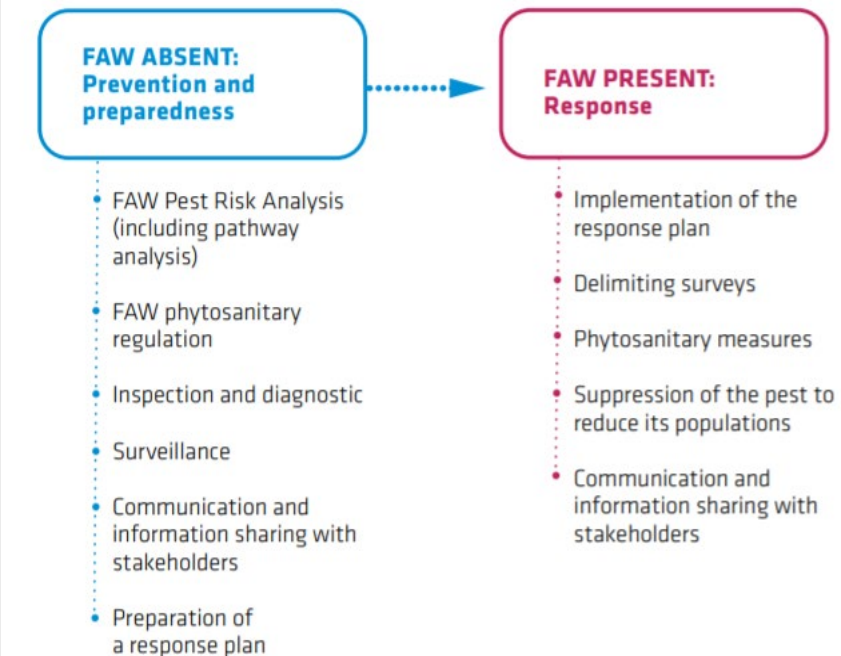 FAW ABSENT:
Prevention and
preparedness
FAW Pest Risk Analysis
(including pathway
analysis)
FAW phytosanitary
regulation
Inspection and diagnostic
Surveillance
Communication and
information sharing with
stakeholders
Preparation of
a response plan
FAW PRESENT:
Response
Implementation of the
response plan
Delimiting surveys
Phytosanitary measures
Suppression of the pest to
reduce its populations
Communication and
information sharing with
stakeholders